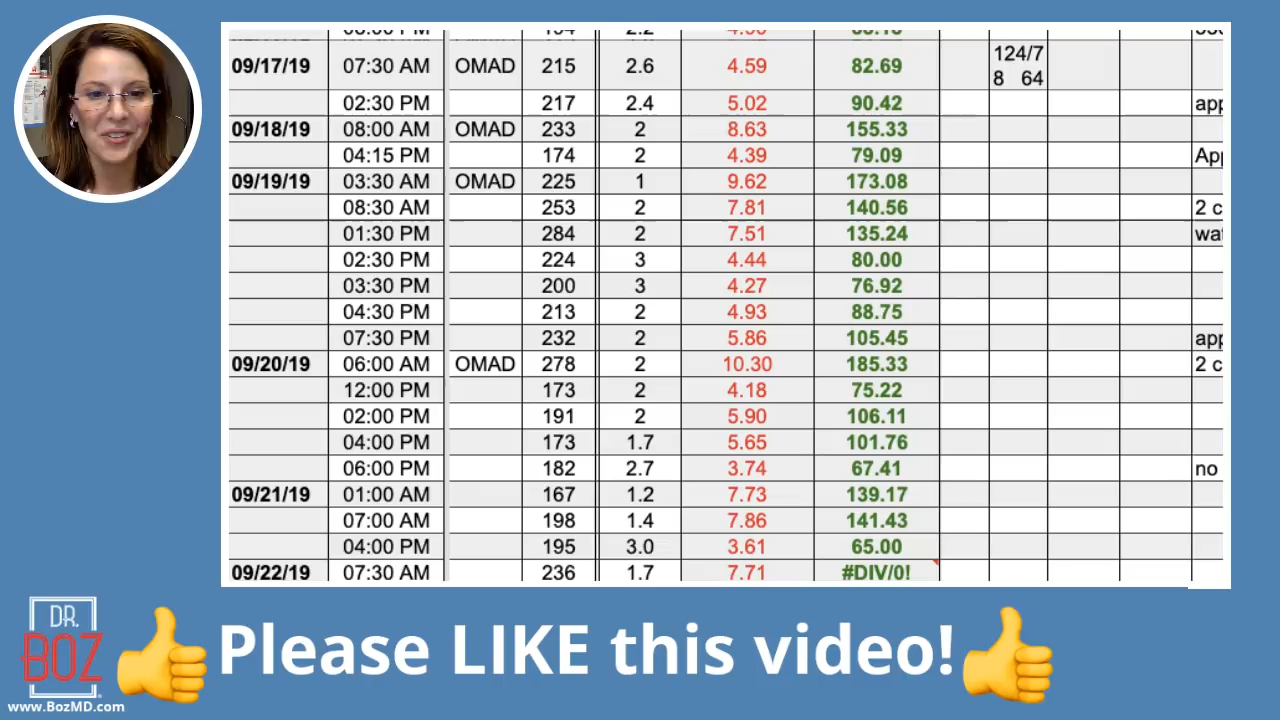 09/17/19 07:30 AM OMAD 215 2.6 4.59 82.69 124/7
8 64
02:30 PM 217 2.4 5.02 90.42 app
09/18/19 08:00 AM OMAD 233 2 8.63 155.33
04:15 PM 174 2 4.39 79.09 App
09/19/19 03:30 AM OMAD 225 1 9.62 173.08
08:30 AM 253 2 7.81 140.56 2 c
01:30 PM 284 2 7.51 135.24 wat
02:30 PM 224 3 4.44 80.00
03:30 PM 200 3 4.27 76.92
04:30 PM 213 2 4.93 88.75
07:30 PM 232 2 5.86 105.45 app
09/20/19 06:00 AM OMAD 278 2 10.30 185.33 2 c
12:00 PM 173 2 4.18 75.22
02:00 PM 191 2 5.90 106.11
04:00 PM 173 1.7 5.65 101.76
06:00 PM 182 2.7 3.74 67.41 no
09/21/19 01:00 AM 167 1.2 7.73 139.17
07:00 AM 198 1.4 7.86 141.43
04:00 PM 195 3.0 3.61 65.00
09/22/19 07:30 AM 236 1.7 7.71 #DIV/0!
DR.
BOZ
Please LIKE this video!
www.BozMD.com